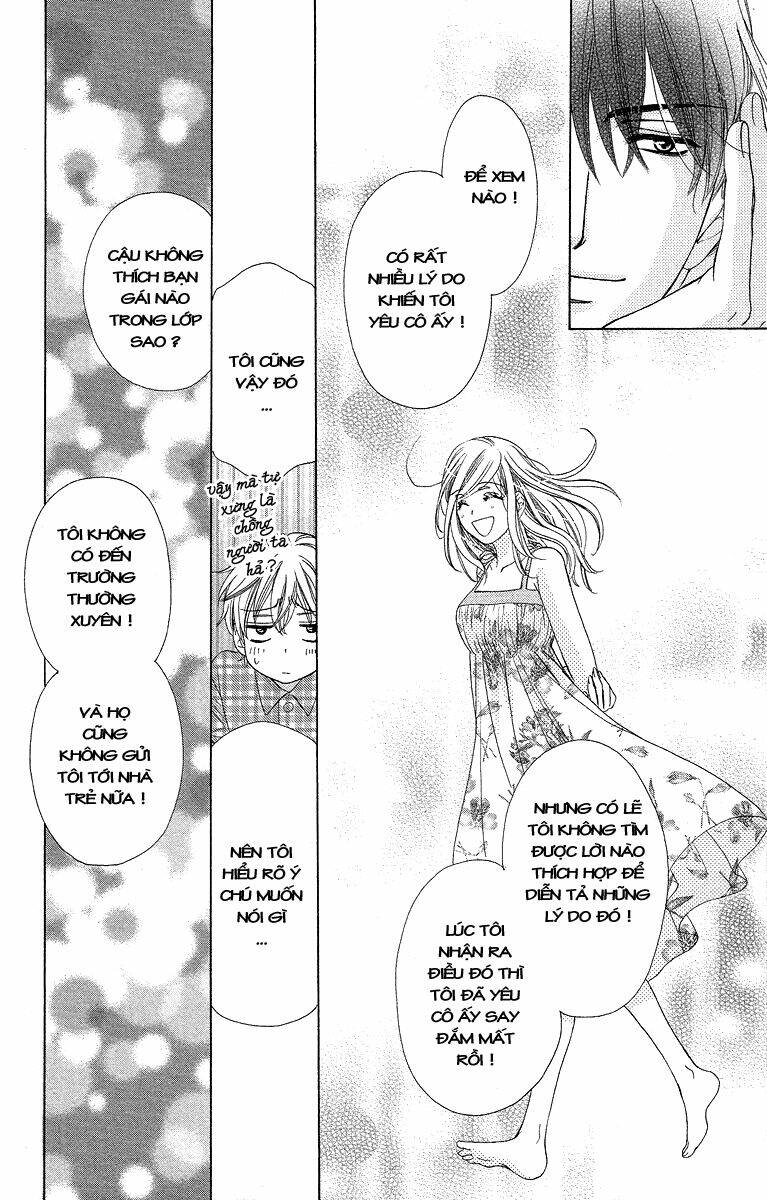 ĐỂ XEM
NÀO !
CÓ RẤT
NHIỀU LÝ DO
KHIẾN TÔI
YÊU CÔ ẤY !
NHƯNG CÓ LẼ
TÔI KHÔNG TÌM
ĐƯỢC LỜI NÀO
THÍCH HỢP ĐỂ
DIỄN TẢ NHỮNG
LÝ DO ĐÓ !
LÚC TÔI
NHẬN RA
ĐIỀU ĐÓ THÌ
TÔI ĐÃ YÊU
CÔ ẤY SAY
ĐẮM MẤT
RỒI !
TÔI CŨNG
VẬY ĐÓ
...
vậy mà tự
xưng là
chồng
người ta
hả ?
NÊN TÔI
HIỂU RÕ Ý
CHÚ MUỐN
NÓI GÌ
...
CẬU KHÔNG
THÍCH BẠN
GÁI NÀO
TRONG LỚP
SAO ?
TÔI KHÔNG
CÓ ĐẾN
TRƯỜNG
THƯỜNG
XUYÊN !
VÀ HỌ
CŨNG
KHÔNG GỬI
TÔI TỚI NHÀ
TRẺ NỮA !